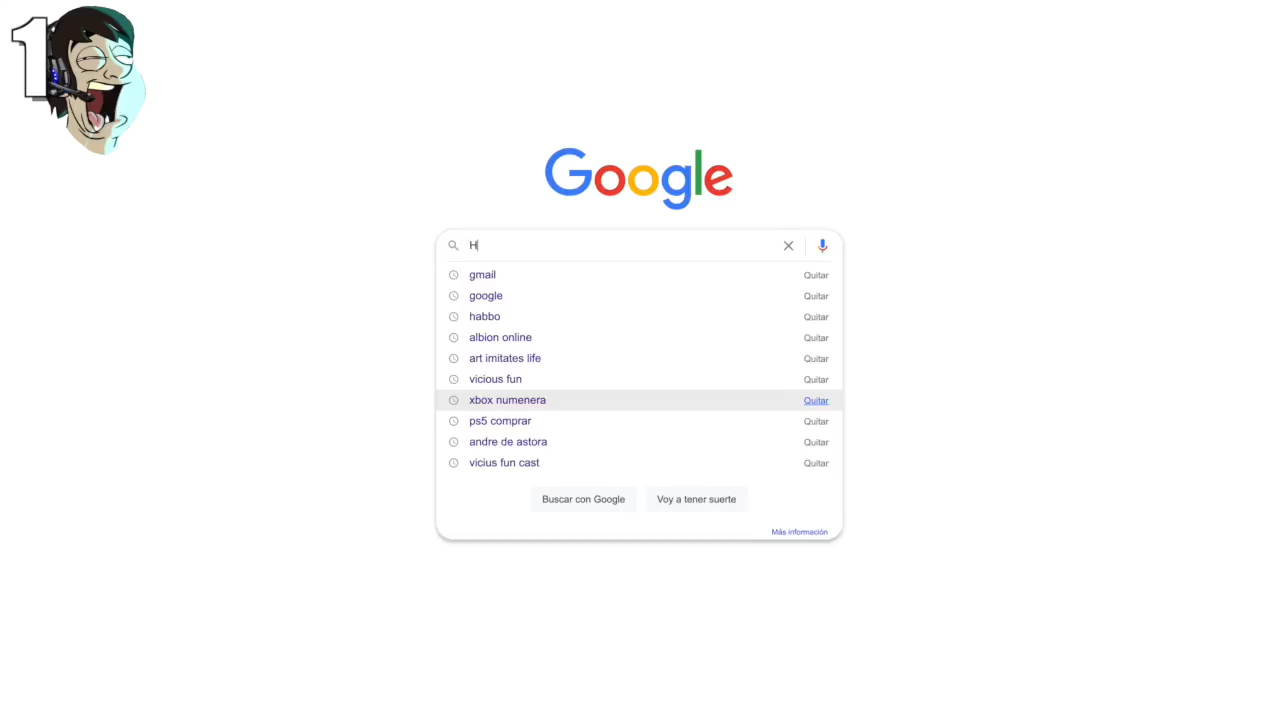 1
Google
H
gmail Quitar
google Quitar
habbo Quitar
albion online Quitar
art imitates life Quitar
vicious fun Quitar
xbox numenera Quitar
ps5 comprar Quitar
andre de astora Quitar
vicius fun cast Quitar
Buscar con Google Voy a tener suerte
Más información